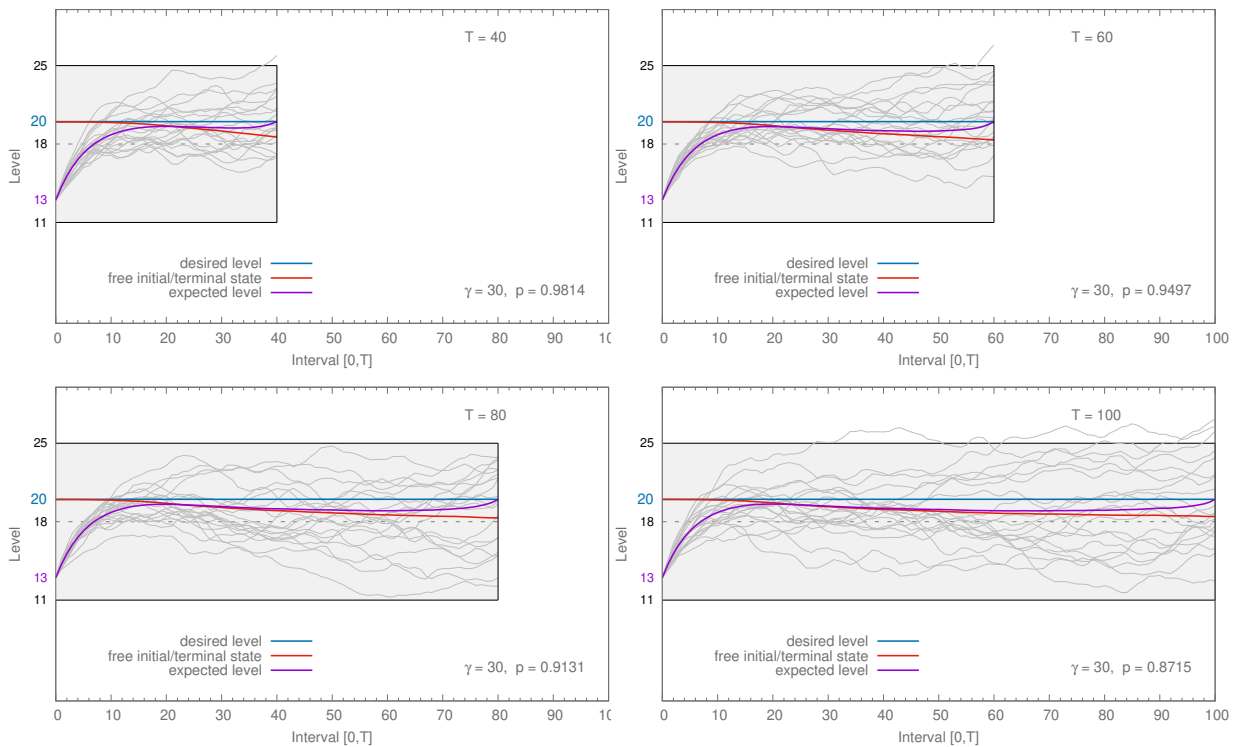 T = 40
25
20
18
13
11
Level
desired level
free initial/terminal state
expected level
γ = 30, p = 0.9814
0 10 20 30 40 50 60 70 80 90
Interval [0,T]
T = 60
25
20
18
13
11
Level
desired level
free initial/terminal state
expected level
γ = 30, p = 0.9497
0 10 20 30 40 50 60 70 80 90 100
Interval [0,T]
T = 80
25
20
18
13
11
Level
desired level
free initial/terminal state
expected level
γ = 30, p = 0.9131
0 10 20 30 40 50 60 70 80 90
Interval [0,T]
T = 100
25
20
18
13
11
Level
desired level
free initial/terminal state
expected level
γ = 30, p = 0.8715
0 10 20 30 40 50 60 70 80 90 100
Interval [0,T]